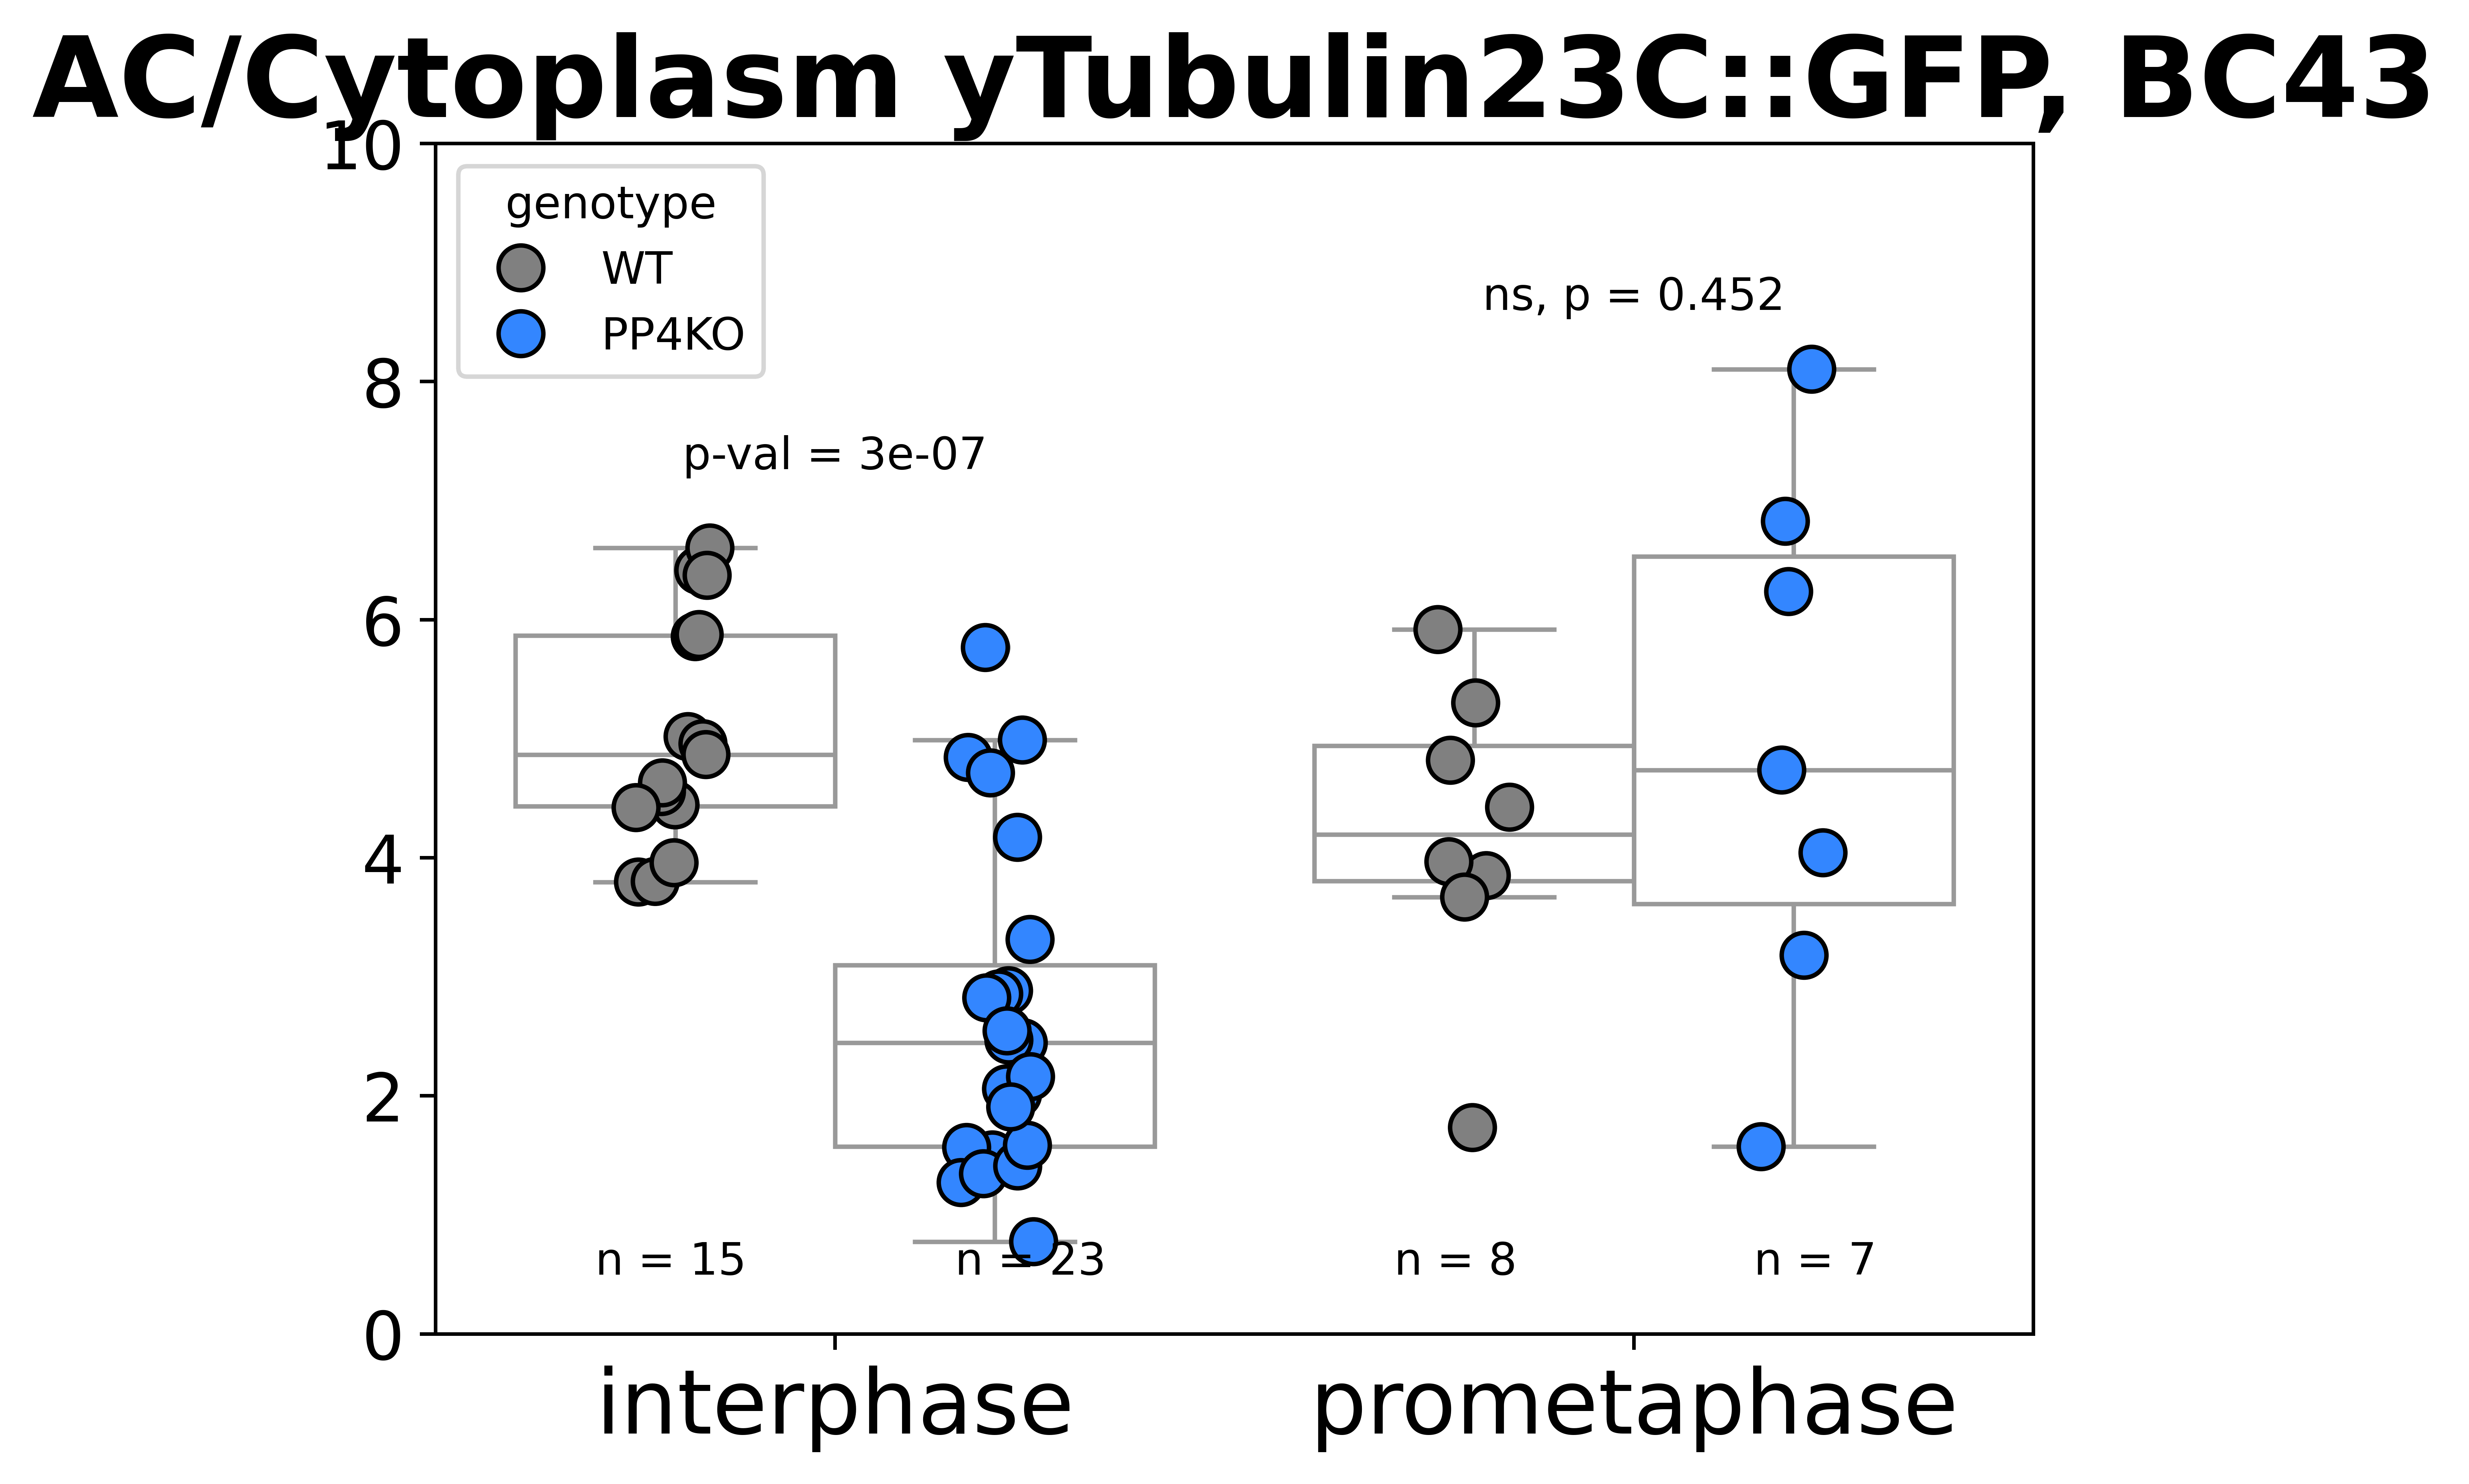 AC/Cytoplasm yTubulin23C::GFP, BC43
10
8
6
4
2
0
genotype
WT
PP4KO
p-val = 3e-07
ns, p = 0.452
n = 15
n = 23
n = 8
n = 7
interphase
prometaphase